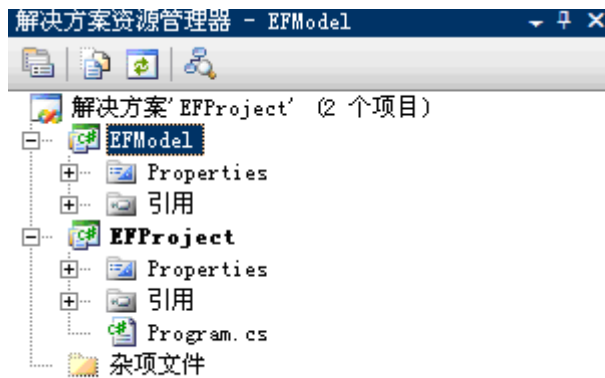 解决方案资源管理器 - EFModel
解决方案'EFProject' (2 个项目)
EFModel
Properties
引用
EFProject
Properties
引用
Program.cs
杂项文件